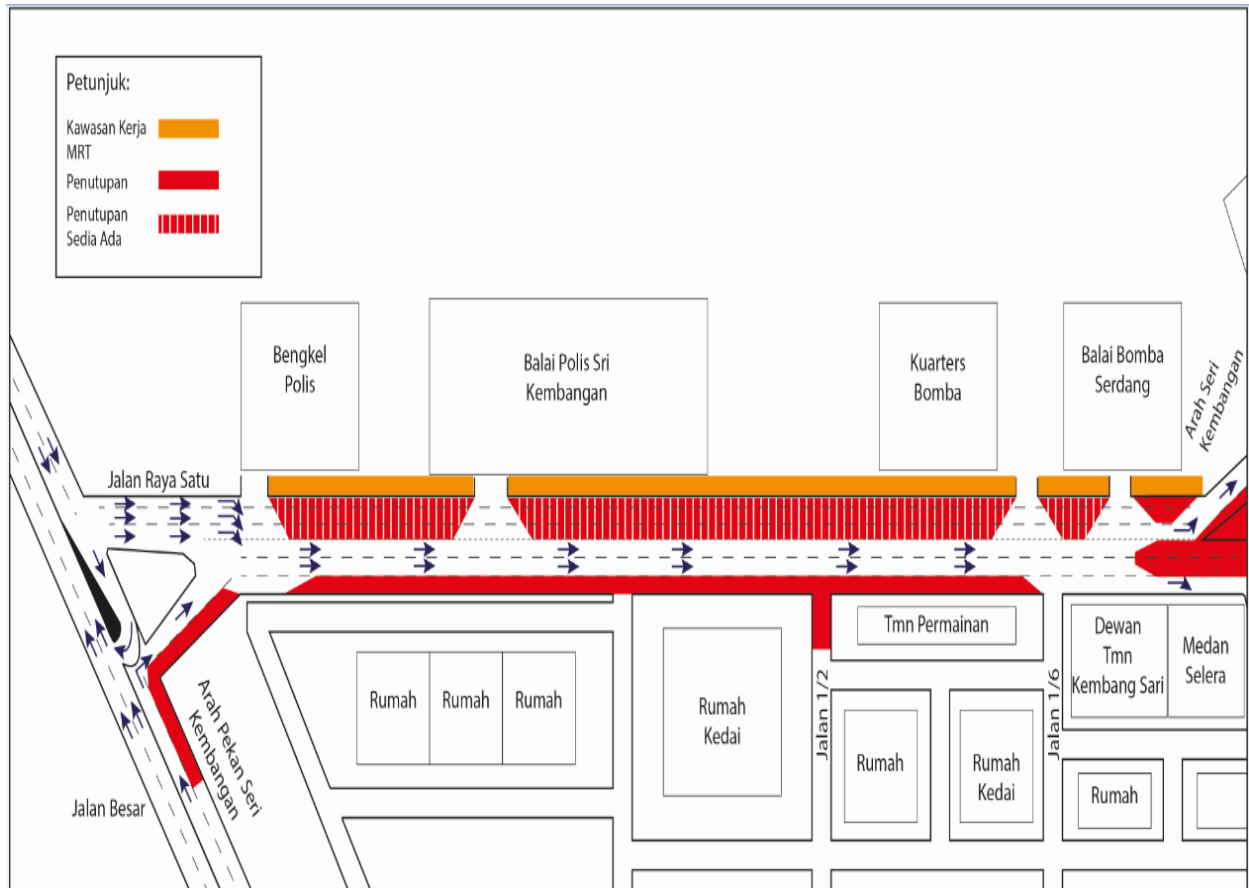 Petunjuk:
Kawasan Kerja
MRT
Penutupan
Penutupan
Sedia Ada
Bengkel
Polis
Balai Polis Sri
Kembangan
Kuarters
Bomba
Balai Bomba
Serdang
Arah Seri
Kembangan
Jalan Raya Satu
Rumah
Rumah
Rumah
Rumah
Kedai
Tmn Permainan
Dewan
Tmn
Kembang Sari
Medan
Selera
Jalan 1/2
Jalan 1/6
Arah Pekan Seri
Kembangan
Rumah
Rumah
Kedai
Rumah
Jalan Besar